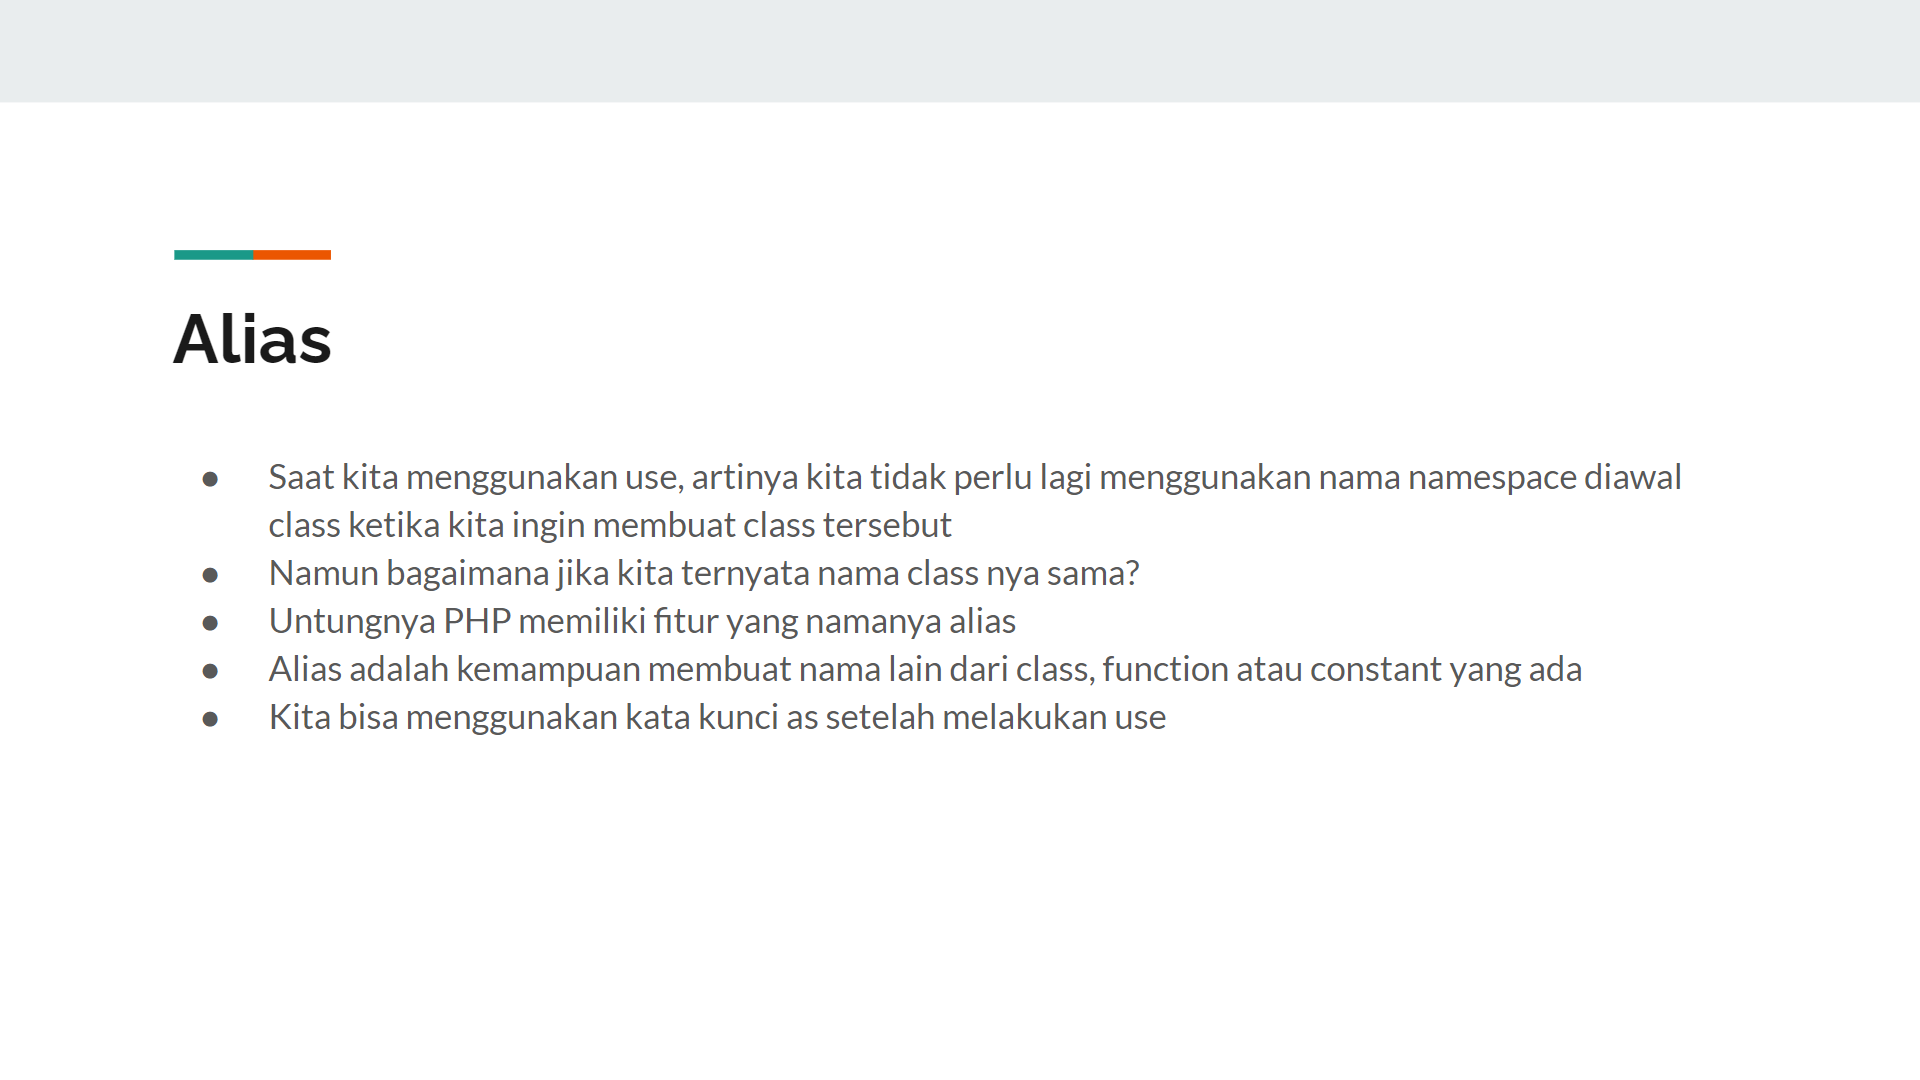 Alias
● Saat kita menggunakan use, artinya kita tidak perlu lagi menggunakan nama namespace diawal
class ketika kita ingin membuat class tersebut
● Namun bagaimana jika kita ternyata nama class nya sama?
● Untungnya PHP memiliki fitur yang namanya alias
● Alias adalah kemampuan membuat nama lain dari class, function atau constant yang ada
● Kita bisa menggunakan kata kunci as setelah melakukan use